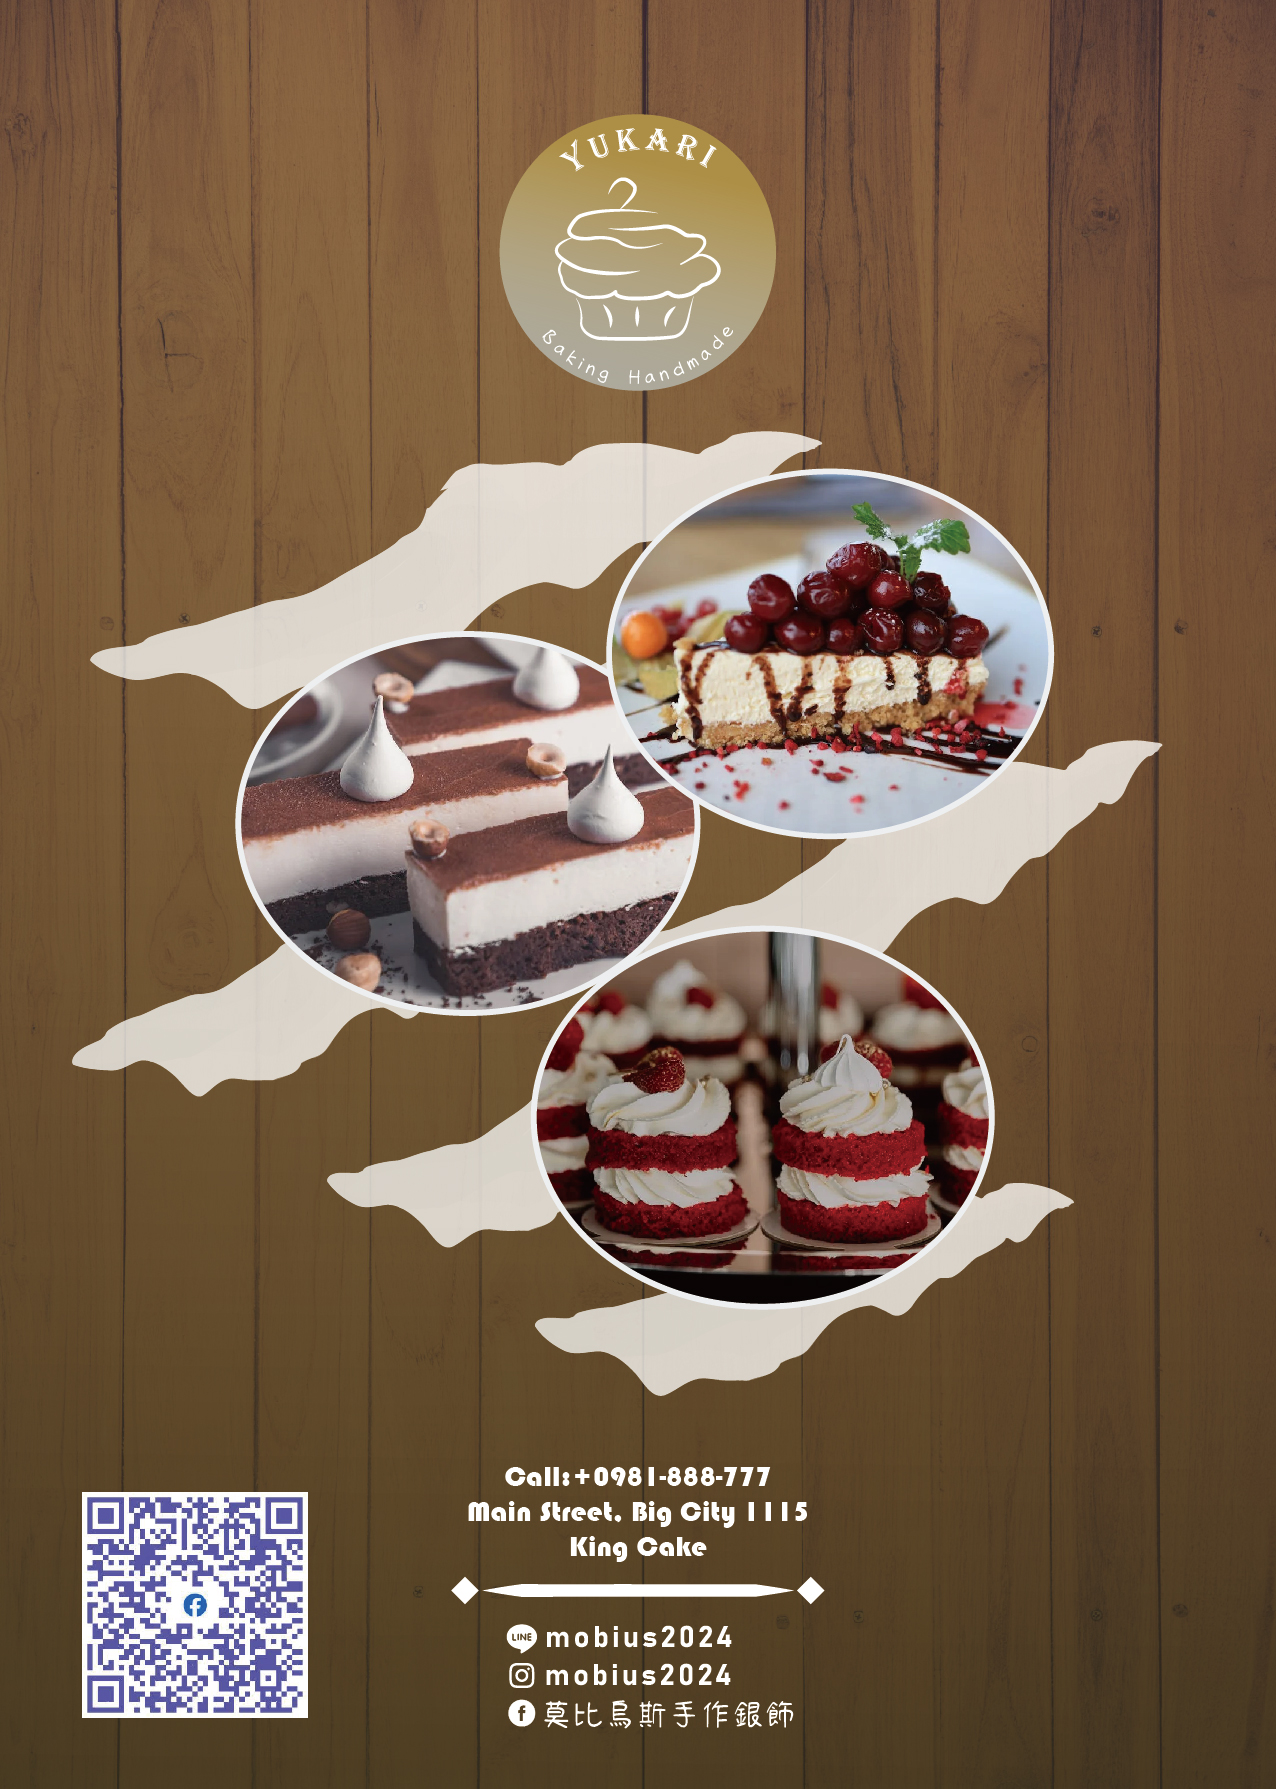 YUKARI
Baking Handmade
Call:+0981-888-777
Main Street, Big City 1115
King Cake
LINE mobius2024
mobius2024
莫比烏斯手作銀飾